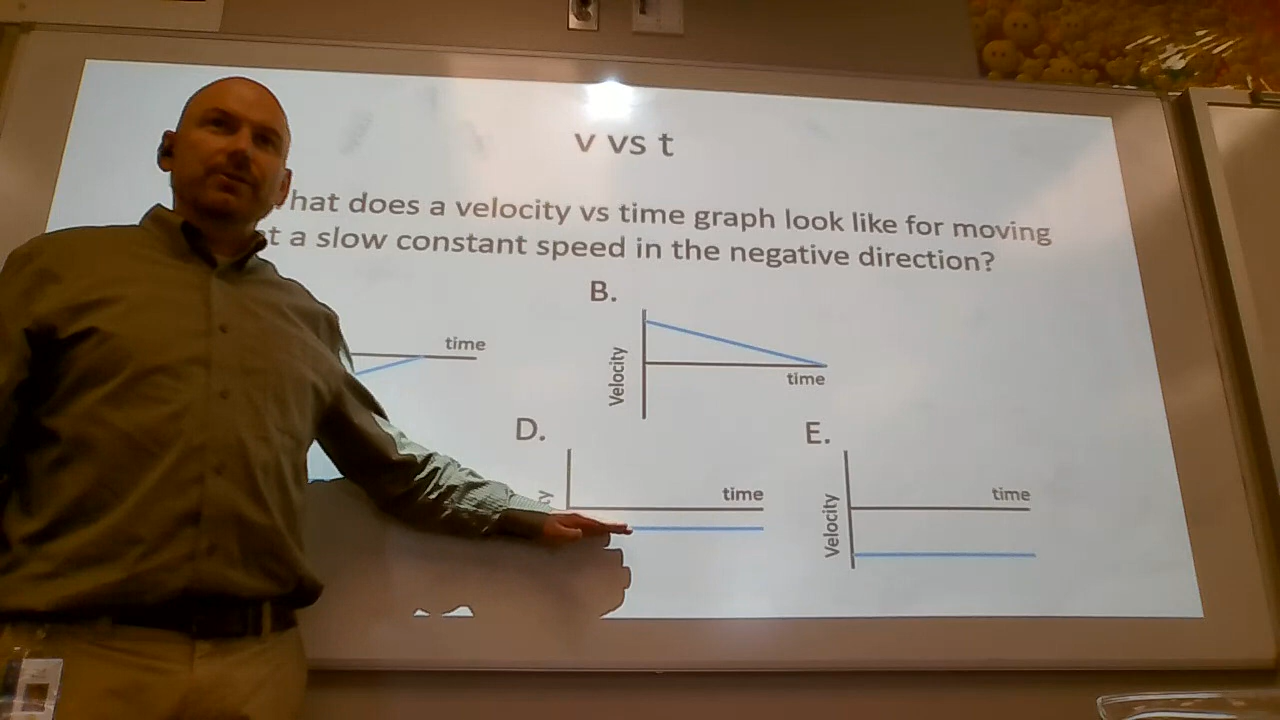 v vs t
hat does a velocity vs time graph look like for moving
t a slow constant speed in the negative direction?
B.
time
Velocity
time
D.
E.
ty
time
Velocity
time